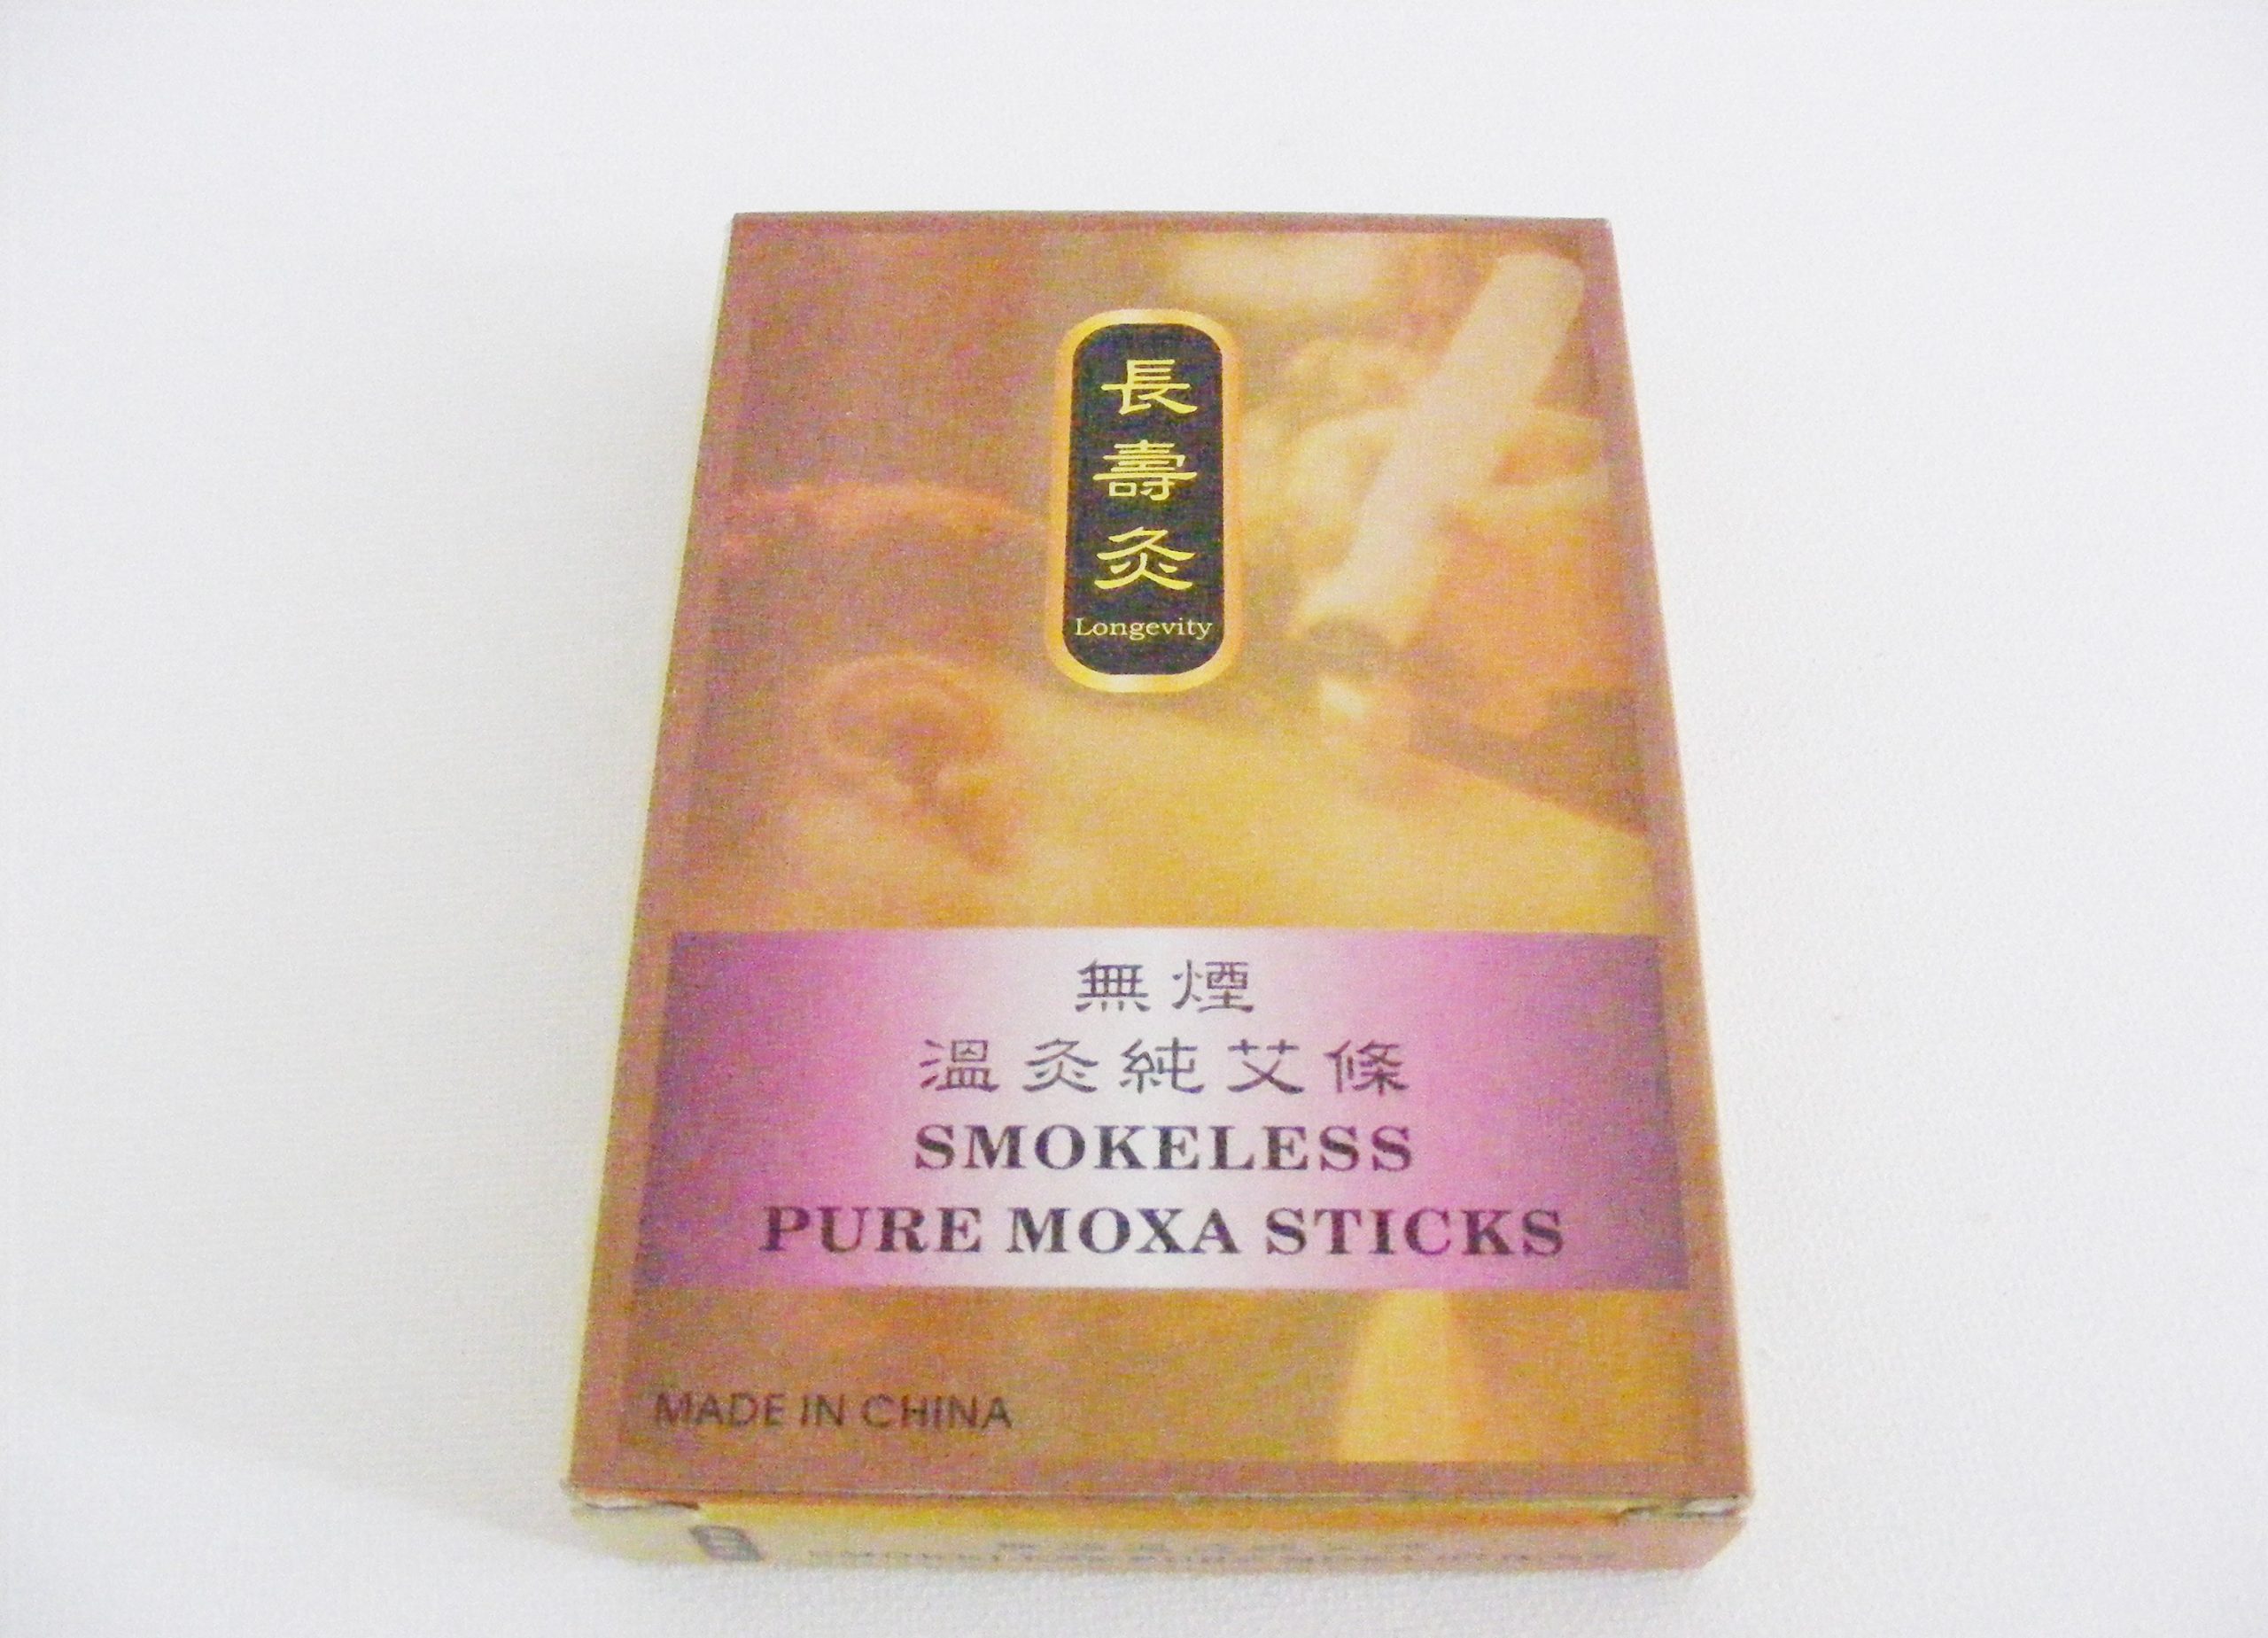 長
壽
灸
Longevity
無煙
溫灸純艾條
SMOKELESS
PURE MOXA STICKS
MADE IN CHINA